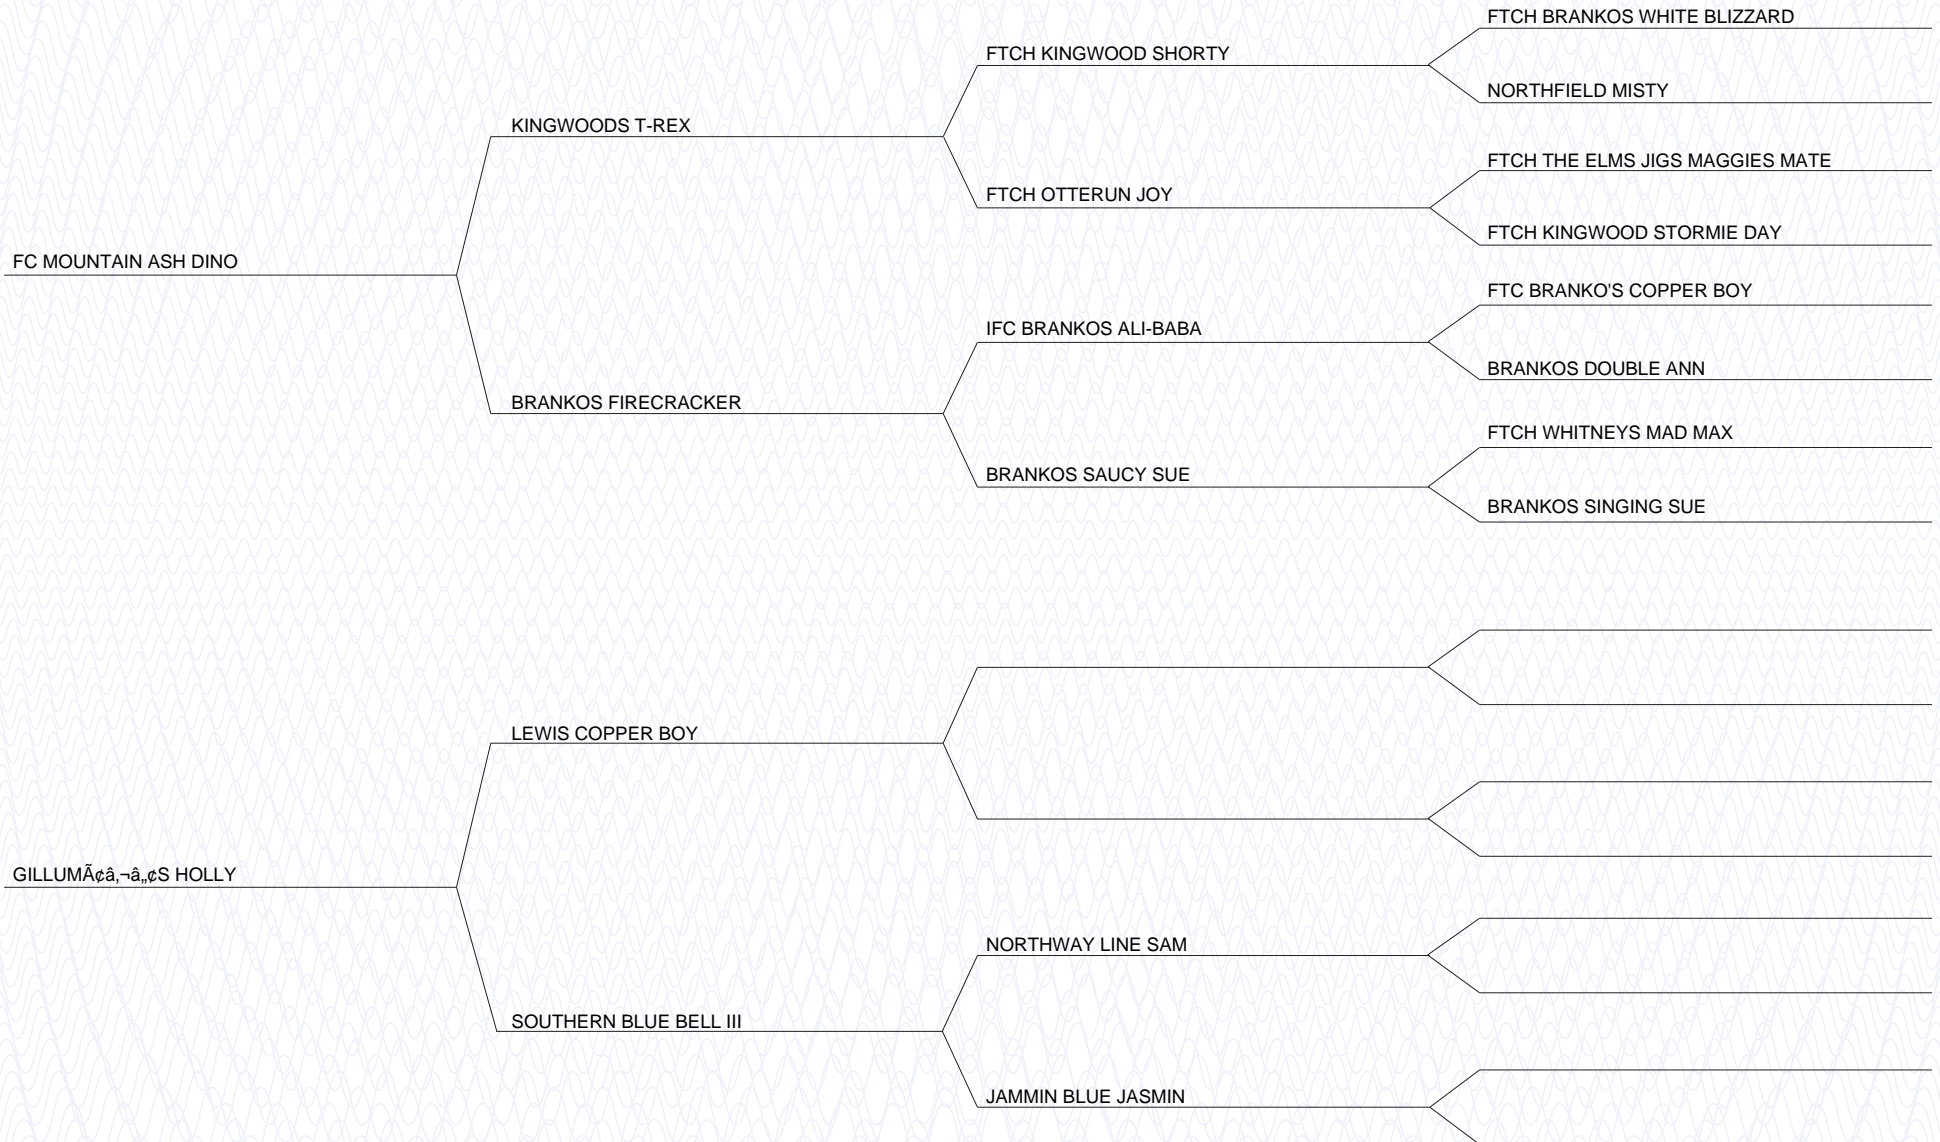 FTCH BRANKOS WHITE BLIZZARD
FTCH KINGWOOD SHORTY
NORTHFIELD MISTY
KINGWOODS T-REX
FTCH THE ELMS JIGS MAGGIES MATE
FTCH OTTERUN JOY
FTCH KINGWOOD STORMIE DAY
FC MOUNTAIN ASH DINO
FTC BRANKO'S COPPER BOY
IFC BRANKOS ALI-BABA
BRANKOS DOUBLE ANN
BRANKOS FIRECRACKER
FTCH WHITNEYS MAD MAX
BRANKOS SAUCY SUE
BRANKOS SINGING SUE
LEWIS COPPER BOY
GILLUMÃ¢â‚¬â„¢S HOLLY
NORTHWAY LINE SAM
SOUTHERN BLUE BELL III
JAMMIN BLUE JASMIN